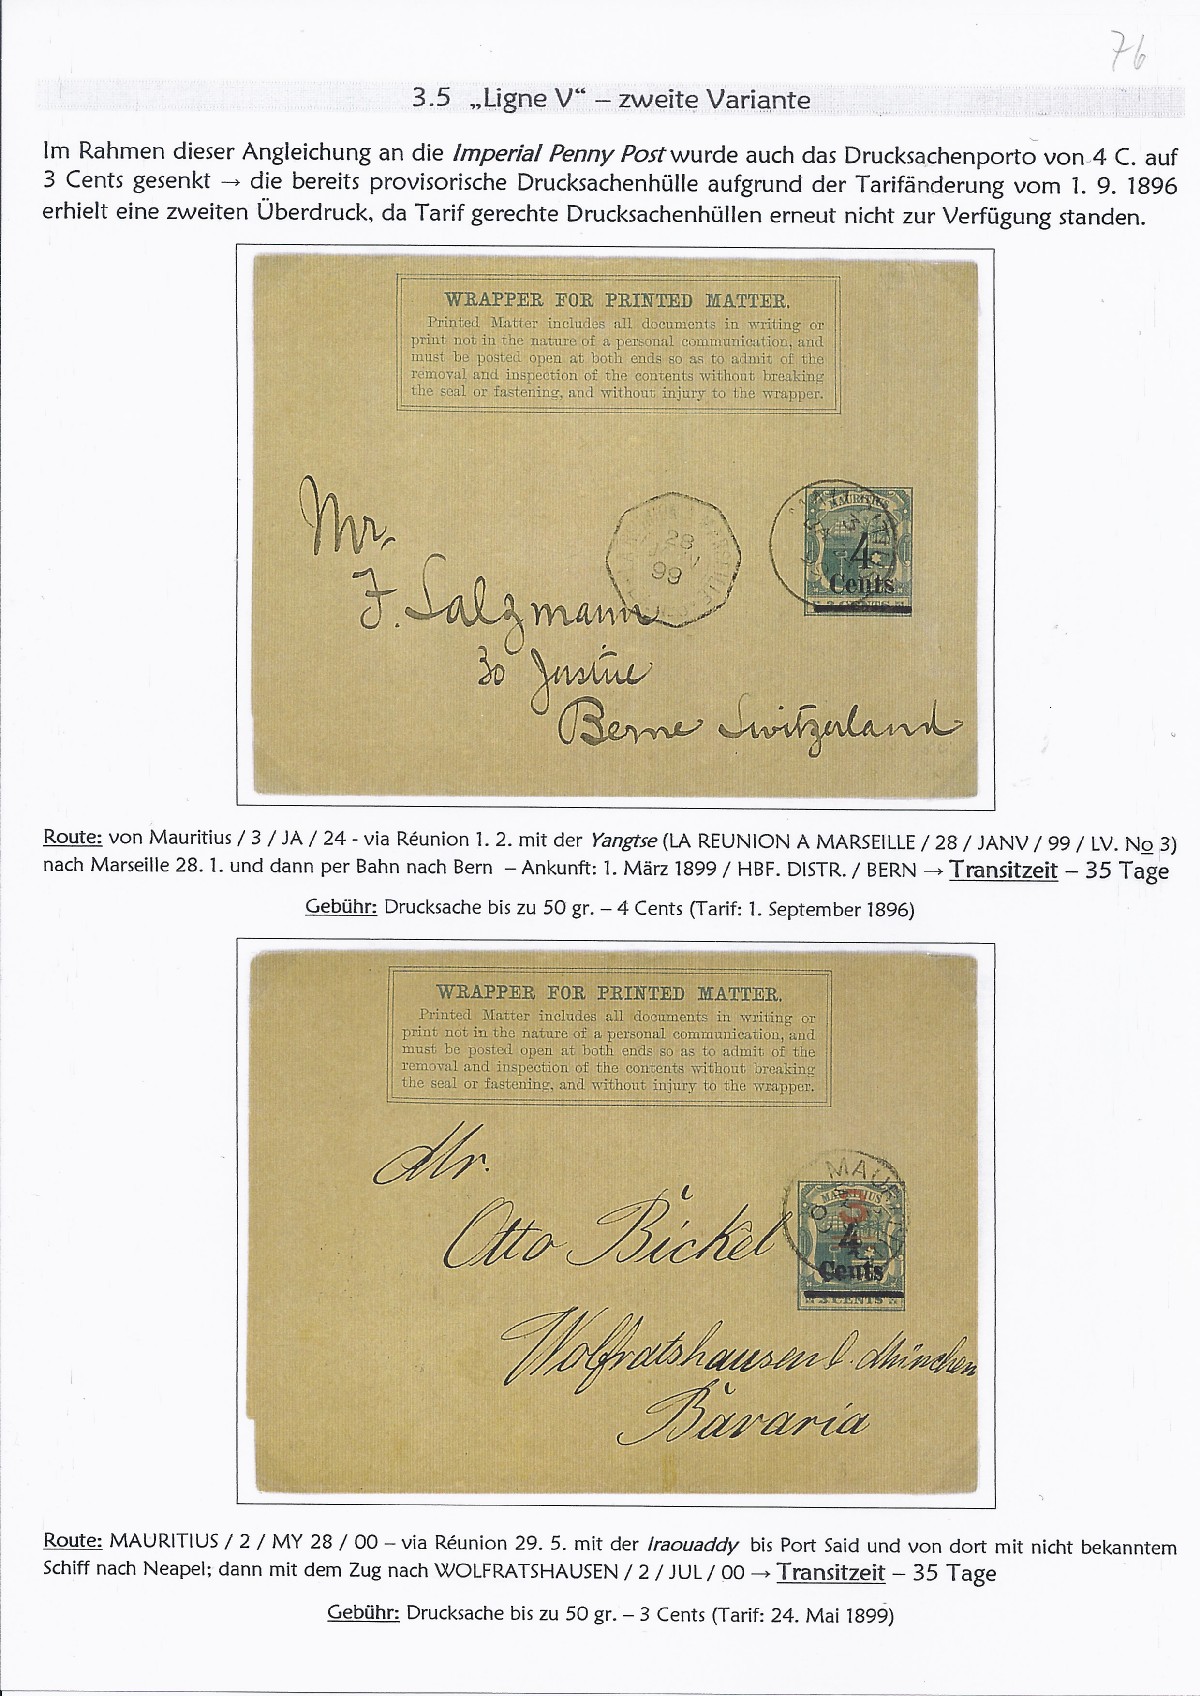 76
3.5 „Ligne V“ – zweite Variante
Im Rahmen dieser Angleichung an die Imperial Penny Post wurde auch das Drucksachenporto von 4 C. auf
3 Cents gesenkt → die bereits provisorische Drucksachenhülle aufgrund der Tarifänderung vom 1. 9. 1896
erhielt eine zweiten Überdruck, da Tarif gerechte Drucksachenhüllen erneut nicht zur Verfügung standen.
WRAPPER FOR PRINTED MATTER.
Printed Matter includes all documents in writing or
print not in the nature of a personal communication, and
must be posted open at both ends so as to admit of the
removal and inspection of the contents without breaking
the seal or fastening, and without injury to the wrapper.
MAURITIUS
4
Cents
28
99
Mr.
F. Salzmann
30 Justue
Berne Switzerland
Route: von Mauritius / 3 / JA / 24 - via Réunion 1. 2. mit der Yangtse (LA REUNION A MARSEILLE / 28 / JANV / 99 / LV. No 3)
nach Marseille 28. 1. und dann per Bahn nach Bern – Ankunft: 1. März 1899 / HBF. DISTR. / BERN → Transitzeit – 35 Tage
Gebühr: Drucksache bis zu 50 gr. – 4 Cents (Tarif: 1. September 1896)
WRAPPER FOR PRINTED MATTER.
Printed Matter includes all documents in writing or
print not in the nature of a personal communication, and
must be posted open at both ends so as to admit of the
removal and inspection of the contents without breaking
the seal or fastening, and without injury to the wrapper.
MAURITIUS
3
4
Cents
3 CENTS
Mr.
Otto Bickel
Wolfratshausen b. München
Bavaria
Route: MAURITIUS / 2 / MY 28 / 00 – via Réunion 29. 5. mit der Iraouaddy bis Port Said und von dort mit nicht bekanntem
Schiff nach Neapel; dann mit dem Zug nach WOLFRATSHAUSEN / 2 / JUL / 00 → Transitzeit – 35 Tage
Gebühr: Drucksache bis zu 50 gr. – 3 Cents (Tarif: 24. Mai 1899)